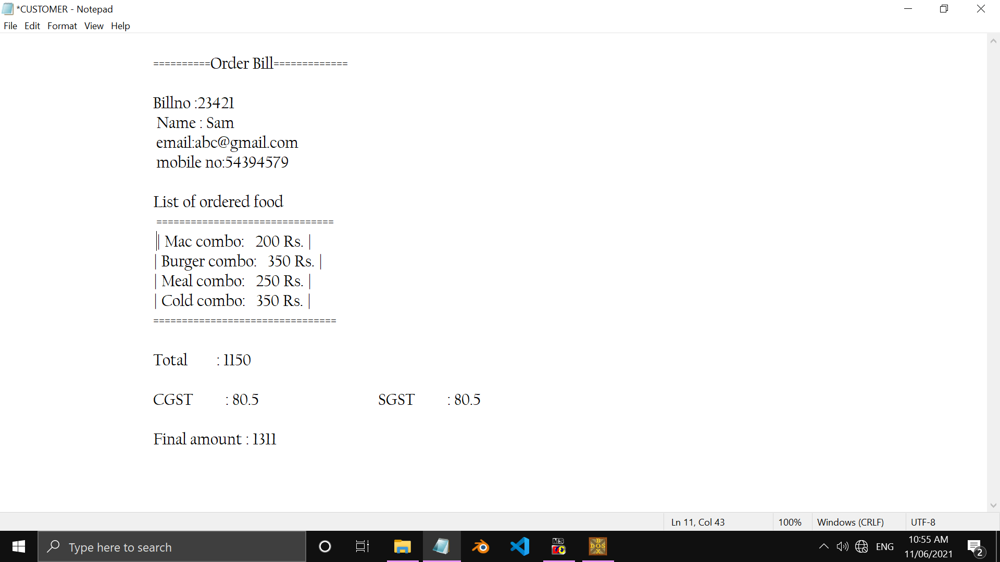 *CUSTOMER - Notepad
File Edit Format View Help
==========Order Bill=============
Billno :23421
Name : Sam
email:abc@gmail.com
mobile no:54394579
List of ordered food
===============================
| Mac combo: 200 Rs. |
| Burger combo: 350 Rs. |
| Meal combo: 250 Rs. |
| Cold combo: 350 Rs. |
================================
Total : 1150
CGST : 80.5 SGST : 80.5
Final amount : 1311
Ln 11, Col 43 100% Windows (CRLF) UTF-8
Type here to search
MS
DOS
BOX
ENG
10:55 AM
11/06/2021
2